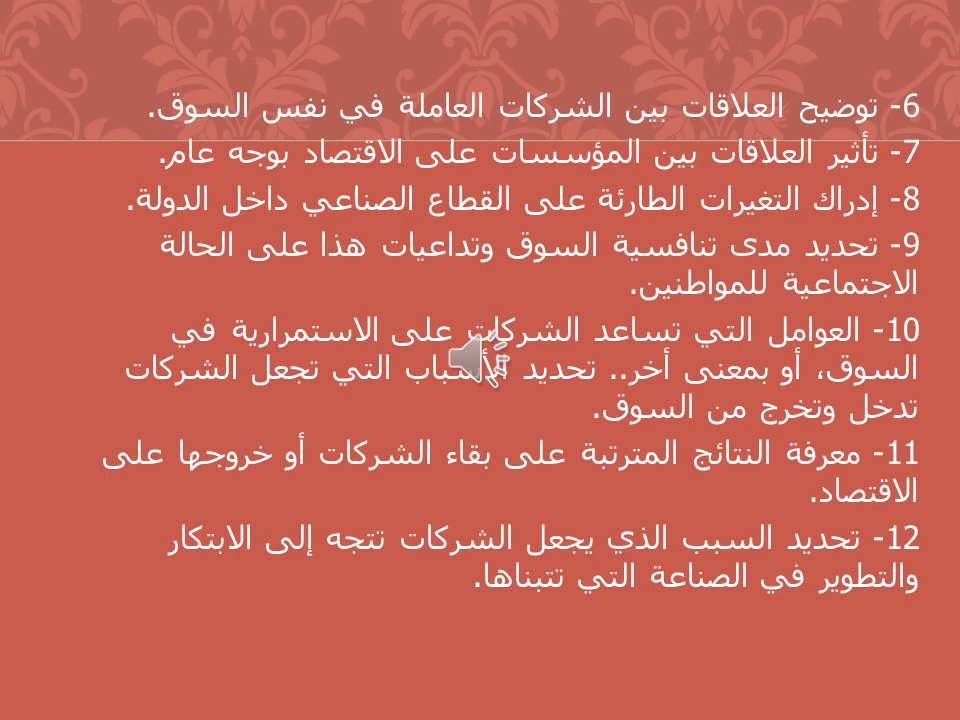 6- توضيح العلاقات بين الشركات العاملة في نفس السوق.
7- تأثير العلاقات بين المؤسسات على الاقتصاد بوجه عام.
8- إدراك التغيرات الطارئة على القطاع الصناعي داخل الدولة.
9- تحديد مدى تنافسية السوق وتداعيات هذا على الحالة
الاجتماعية للمواطنين.
10- العوامل التي تساعد الشركات على الاستمرارية في
السوق، أو بمعنى أخر.. تحديد الأسباب التي تجعل الشركات
تدخل وتخرج من السوق.
11- معرفة النتائج المترتبة على بقاء الشركات أو خروجها على
الاقتصاد.
12- تحديد السبب الذي يجعل الشركات تتجه إلى الابتكار
والتطوير في الصناعة التي تتبناها.